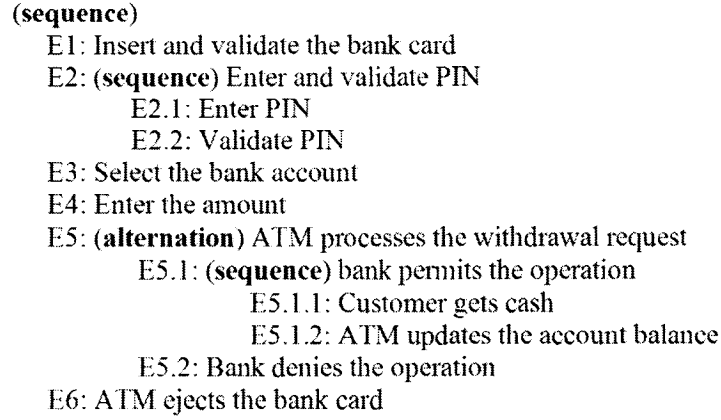 (sequence)
E1: Insert and validate the bank card
E2: (sequence) Enter and validate PIN
E2.1: Enter PIN
E2.2: Validate PIN
E3: Select the bank account
E4: Enter the amount
E5: (alternation) ATM processes the withdrawal request
E5.1: (sequence) bank permits the operation
E5.1.1: Customer gets cash
E5.1.2: ATM updates the account balance
E5.2: Bank denies the operation
E6: ATM ejects the bank card